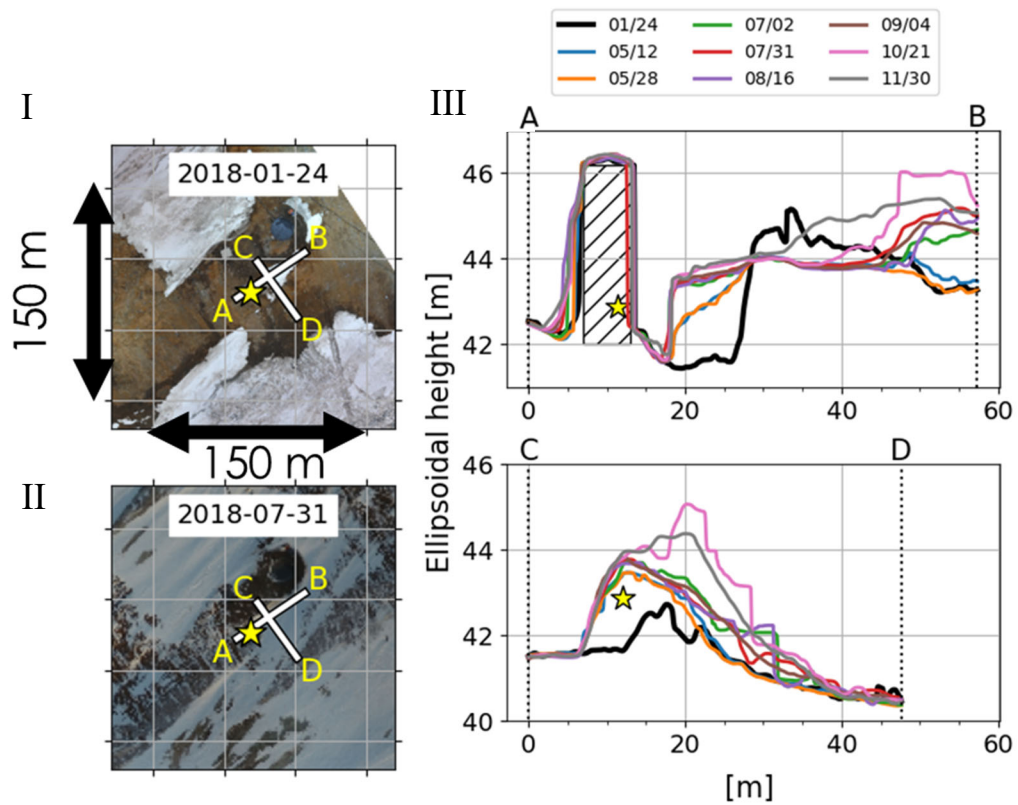 01/24 07/02 09/04
05/12 07/31 10/21
05/28 08/16 11/30
I
2018-01-24
C
B
A
D
150 m
150 m
II
2018-07-31
C
B
A
D
III
A B
46
44
42
0 20 40 60
Ellipsoidal height [m]
C D
46
44
42
40
0 20 40 60
[m]